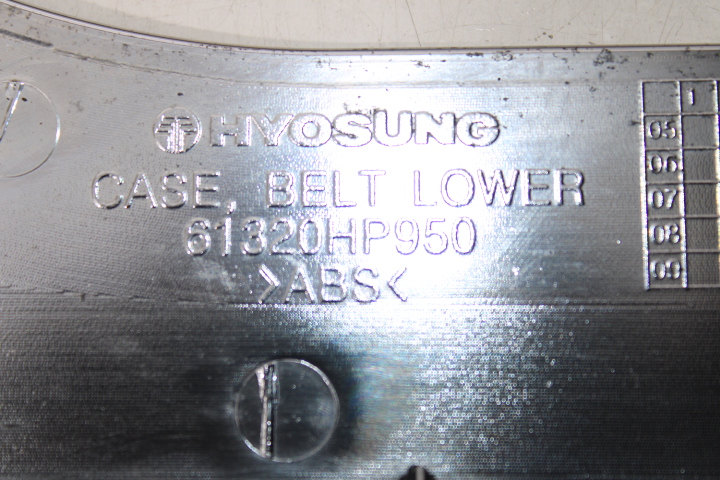 HYOSUNG
CASE, BELT LOWER
61320HP950
>ABS<
1
05
06
07
08
09